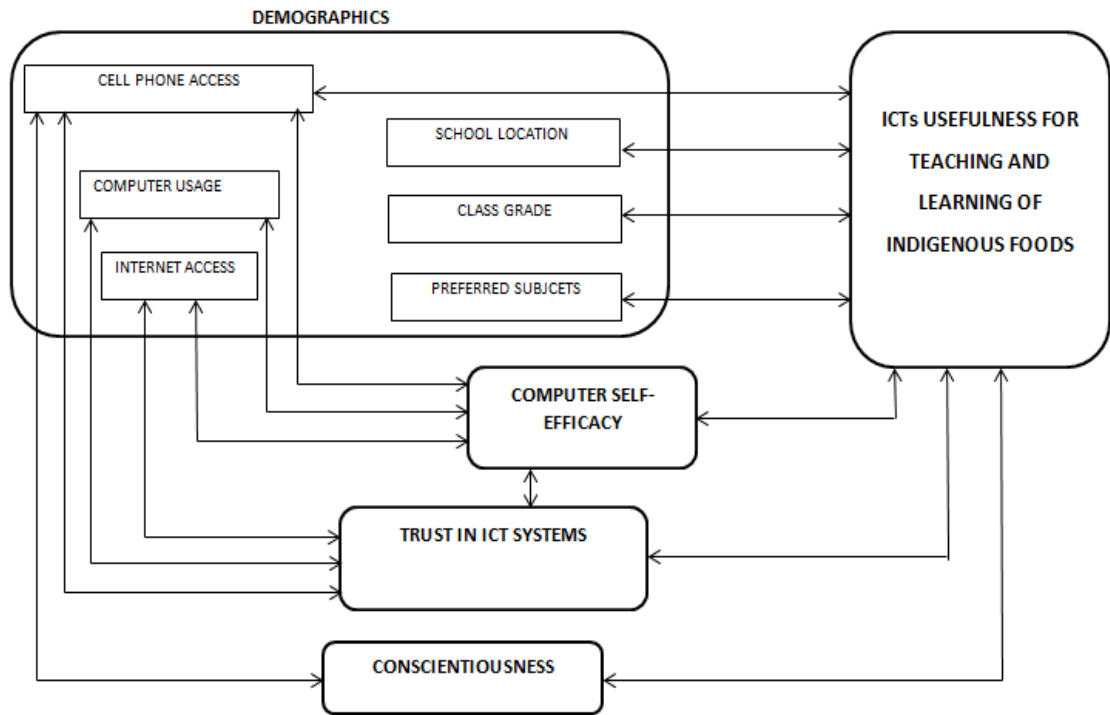 DEMOGRAPHICS
CELL PHONE ACCESS
SCHOOL LOCATION
COMPUTER USAGE
CLASS GRADE
INTERNET ACCESS
PREFERRED SUBJCETS
ICTs USEFULNESS FOR
TEACHING AND
LEARNING OF
INDIGENOUS FOODS
COMPUTER SELF-
EFFICACY
TRUST IN ICT SYSTEMS
CONSCIENTIOUSNESS